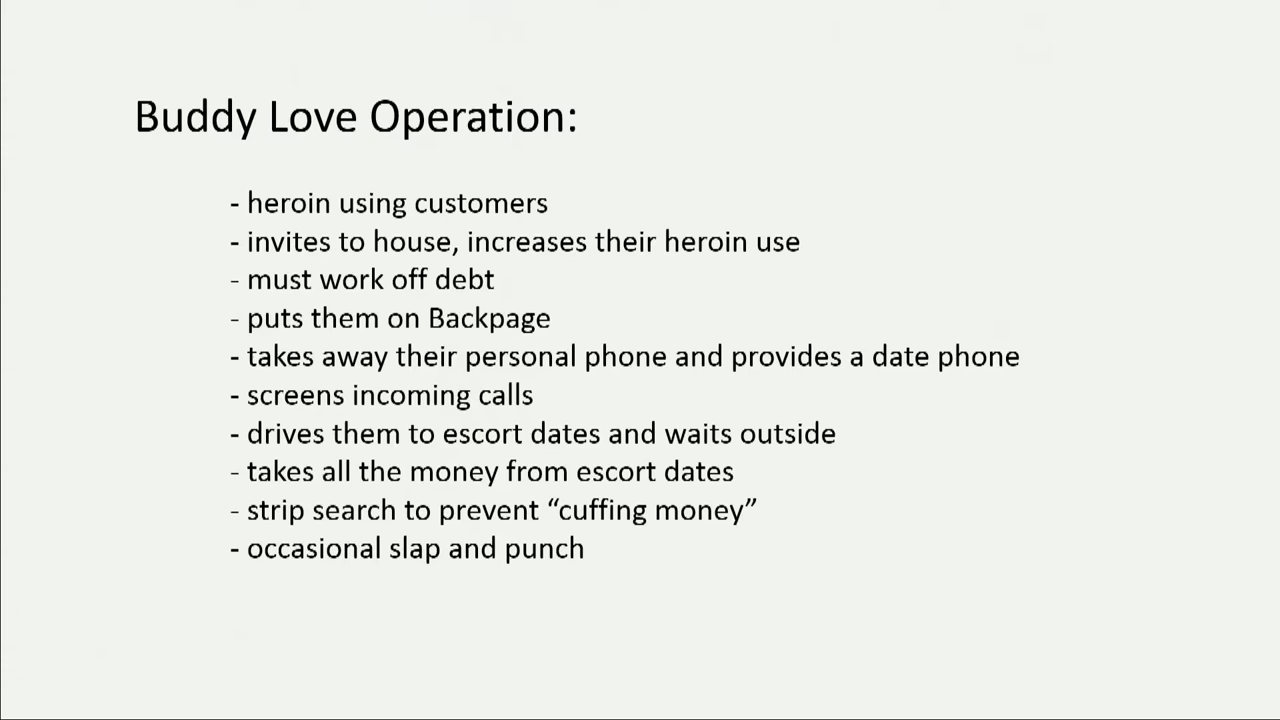 Buddy Love Operation:
- heroin using customers
- invites to house, increases their heroin use
- must work off debt
- puts them on Backpage
- takes away their personal phone and provides a date phone
- screens incoming calls
- drives them to escort dates and waits outside
- takes all the money from escort dates
- strip search to prevent “cuffing money”
- occasional slap and punch